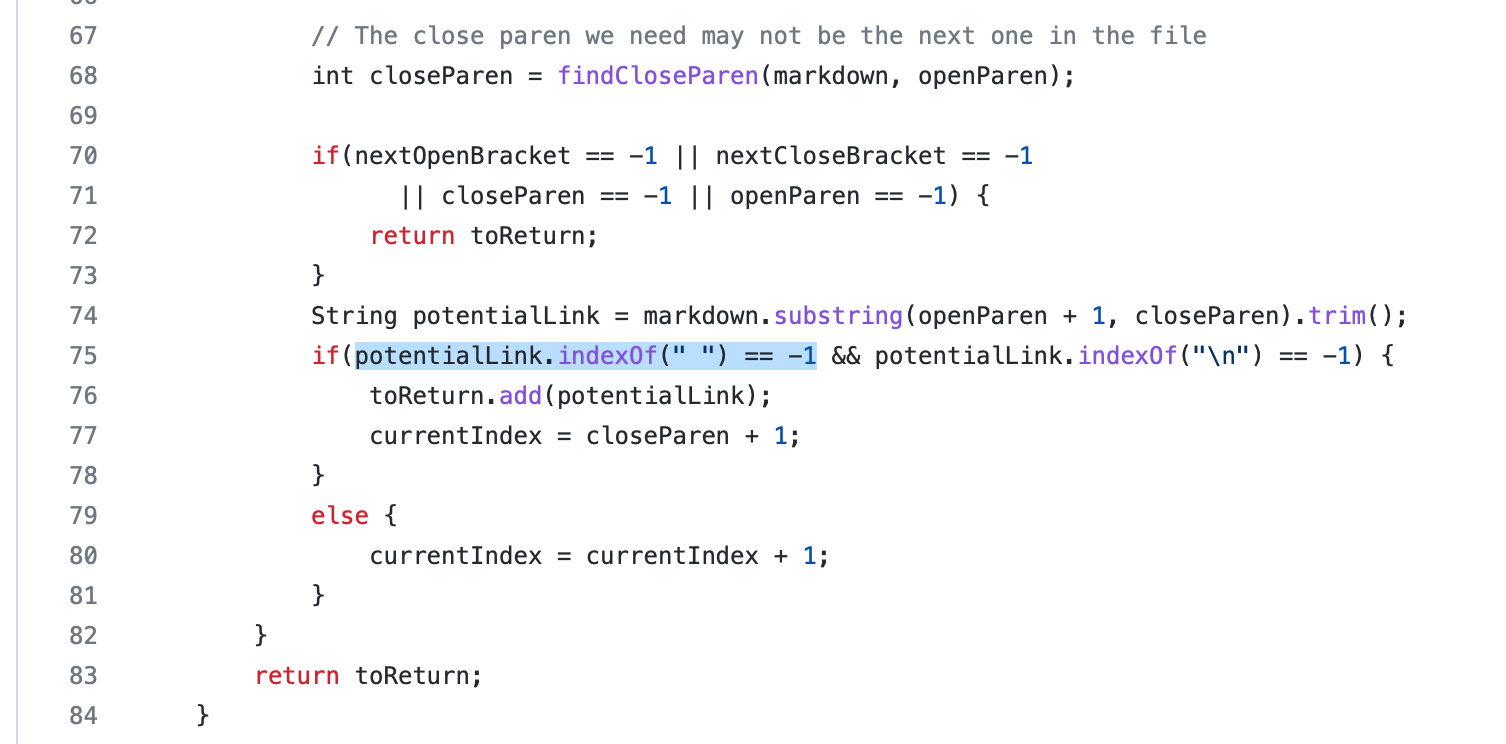 67 // The close paren we need may not be the next one in the file
68 int closeParen = findCloseParen(markdown, openParen);
69
70 if(nextOpenBracket == -1 || nextCloseBracket == -1
71 || closeParen == -1 || openParen == -1) {
72 return toReturn;
73 }
74 String potentialLink = markdown.substring(openParen + 1, closeParen).trim();
75 if(potentialLink.indexOf(" ") == -1 && potentialLink.indexOf("\n") == -1) {
76 toReturn.add(potentialLink);
77 currentIndex = closeParen + 1;
78 }
79 else {
80 currentIndex = currentIndex + 1;
81 }
82 }
83 return toReturn;
84 }